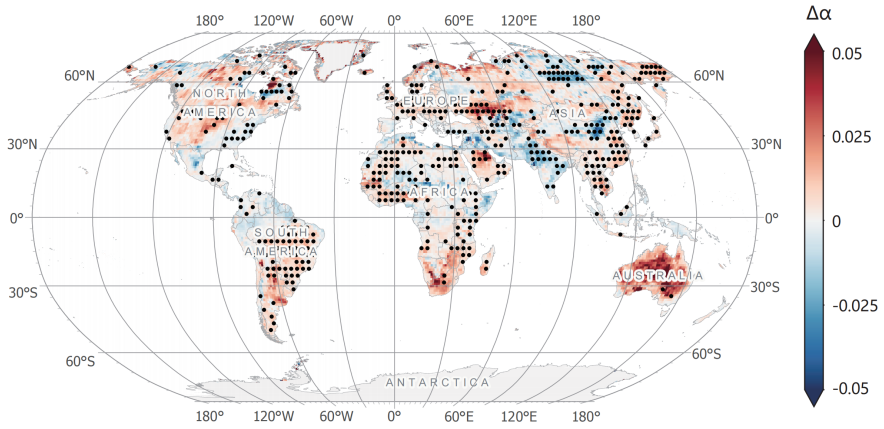 Δα
180° 120°W 60°W 0° 60°E 120°E 180°
0.05
60°N 60°N
NORTH
AMERICA
EUROPE
ASIA
0.025
30°N 30°N
AFRICA
0° 0°
0
SOUTH
AMERICA
AUSTRALIA
30°S 30°S
-0.025
60°S 60°S
ANTARCTICA
-0.05
180° 120°W 60°W 0° 60°E 120°E 180°